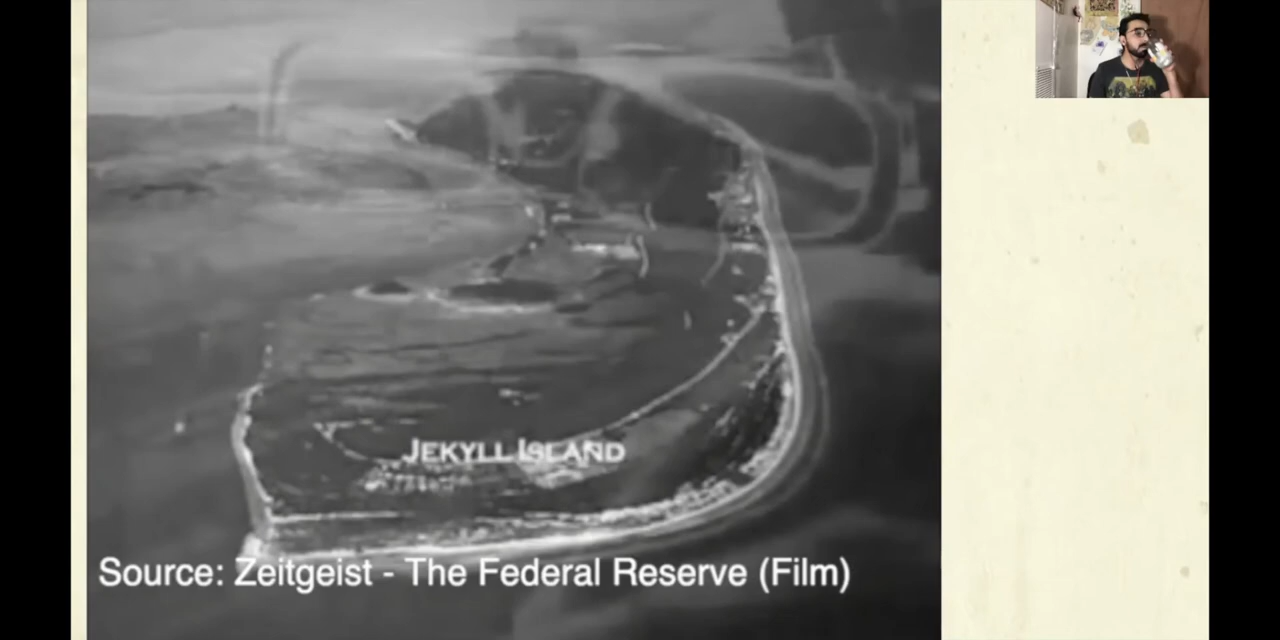 JEKYLL ISLAND
Source: Zeitgeist - The Federal Reserve (Film)